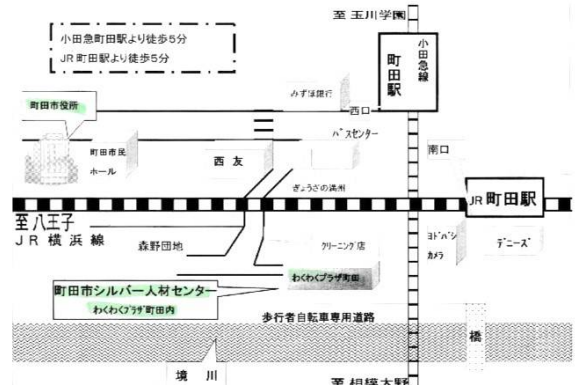 至 玉川学園
小田急町田駅より徒歩5分
JR町田駅より徒歩5分
小田急線
町田駅
みずほ銀行
西口
町田市役所
バスセンター
町田市民
ホール
西友
南口
ぎょうざの満州
JR 町田駅
至八王子
JR 横浜線
森野団地
クリーニング店
ヨドバシ
カメラ
デニーズ
わくわくプラザ町田
町田市シルバー人材センター
わくわくプラザ町田内
歩行者自転車専用道路
橋
境 川
至 相模大野